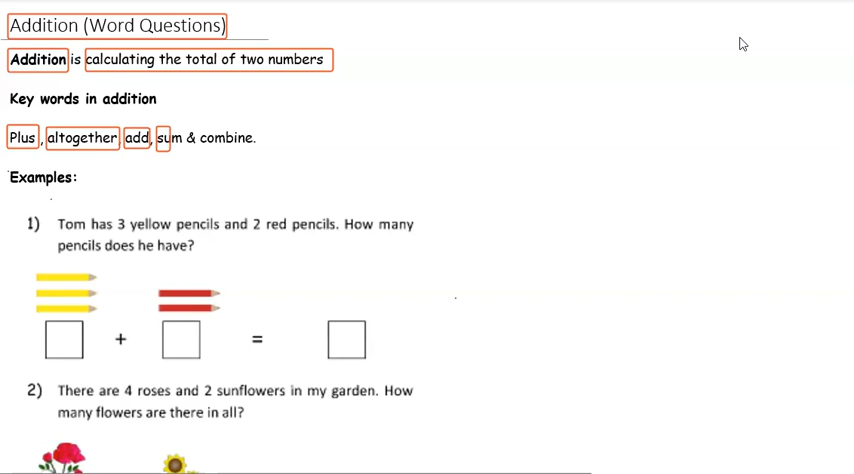 Addition (Word Questions)
Addition is calculating the total of two numbers
Key words in addition
Plus, altogether, add, sum & combine.
Examples:
1) Tom has 3 yellow pencils and 2 red pencils. How many
pencils does he have?
+ =
2) There are 4 roses and 2 sunflowers in my garden. How
many flowers are there in all?